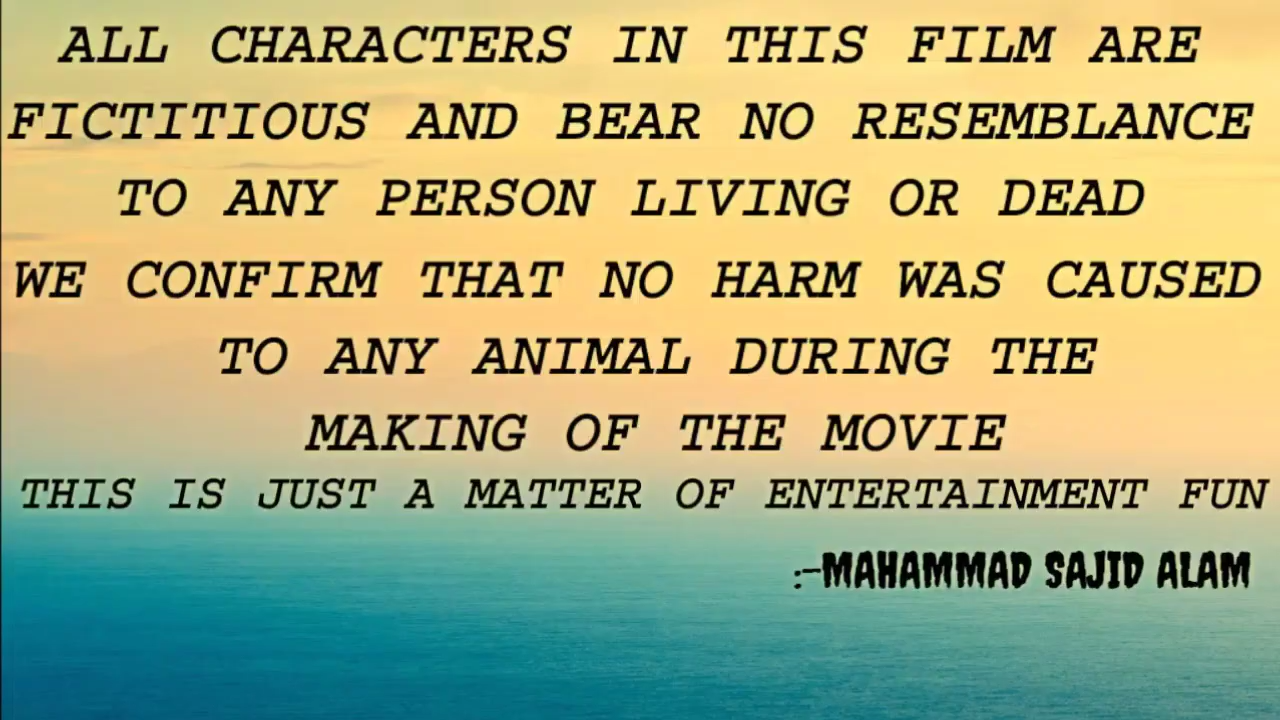 ALL CHARACTERS IN THIS FILM ARE
FICTITIOUS AND BEAR NO RESEMBLANCE
TO ANY PERSON LIVING OR DEAD
WE CONFIRM THAT NO HARM WAS CAUSED
TO ANY ANIMAL DURING THE
MAKING OF THE MOVIE
THIS IS JUST A MATTER OF ENTERTAINMENT FUN
:-MAHAMMAD SAJID ALAM